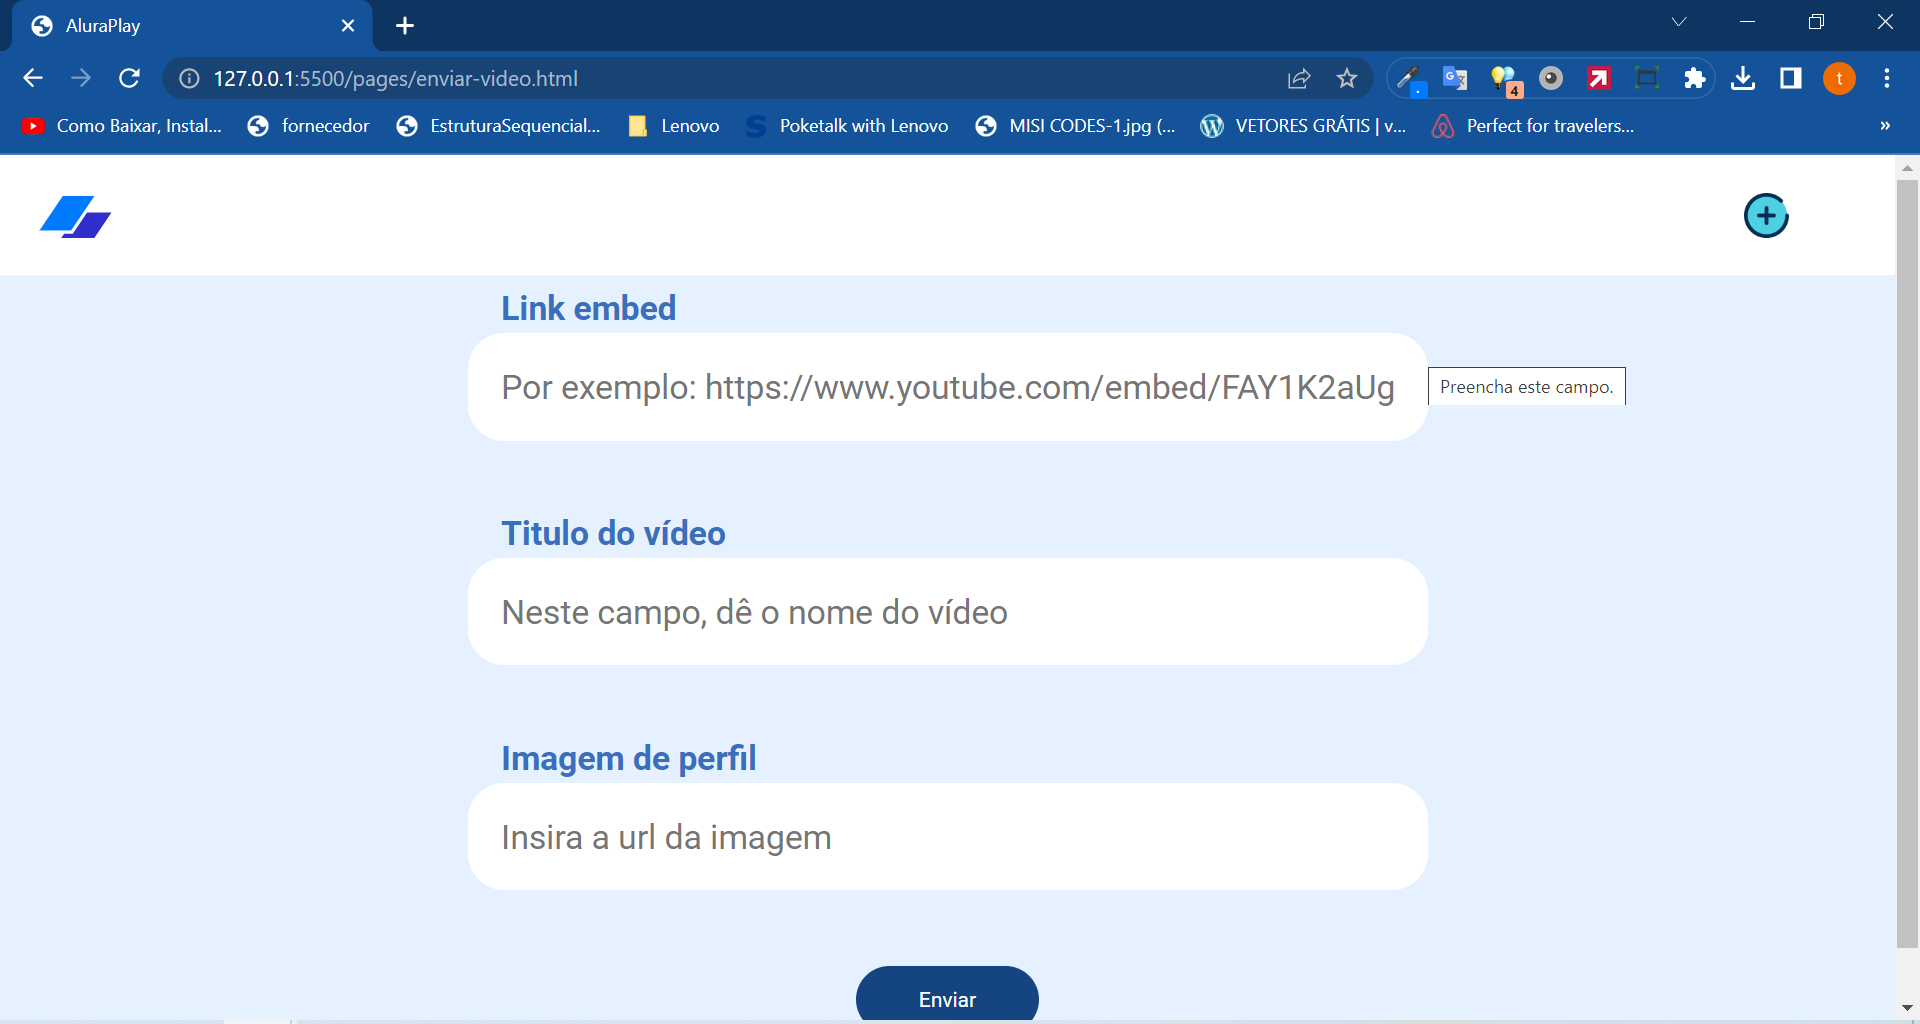 AluraPlay
127.0.0.1:5500/pages/enviar-video.html
4
t
Como Baixar, Instal...
fornecedor
EstruturaSequencial...
Lenovo
Poketalk with Lenovo
MISI CODES-1.jpg (...
VETORES GRÁTIS | v...
Perfect for travelers...
»
Link embed
Por exemplo: https://www.youtube.com/embed/FAY1K2aUg
Preencha este campo.
Titulo do vídeo
Neste campo, dê o nome do vídeo
Imagem de perfil
Insira a url da imagem
Enviar